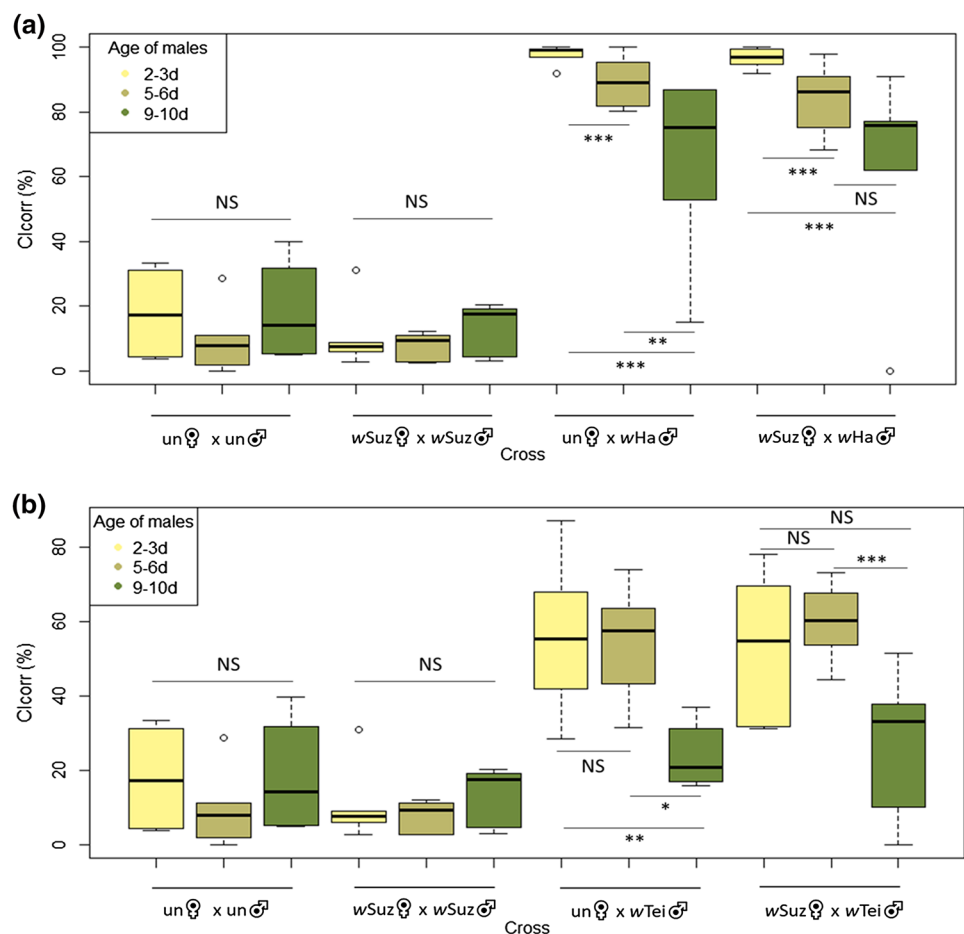 (a)
Age of males
2-3d
5-6d
9-10d
CIcorr (%)
100
80
60
40
20
0
NS
NS
***
**
***
***
NS
***
un♀ x un♂
wSuz♀ x wSuz♂
un♀ x wHa♂
wSuz♀ x wHa♂
Cross
(b)
Age of males
2-3d
5-6d
9-10d
CIcorr (%)
80
60
40
20
0
NS
NS
NS
*
**
NS
NS
***
un♀ x un♂
wSuz♀ x wSuz♂
un♀ x wTei♂
wSuz♀ x wTei♂
Cross